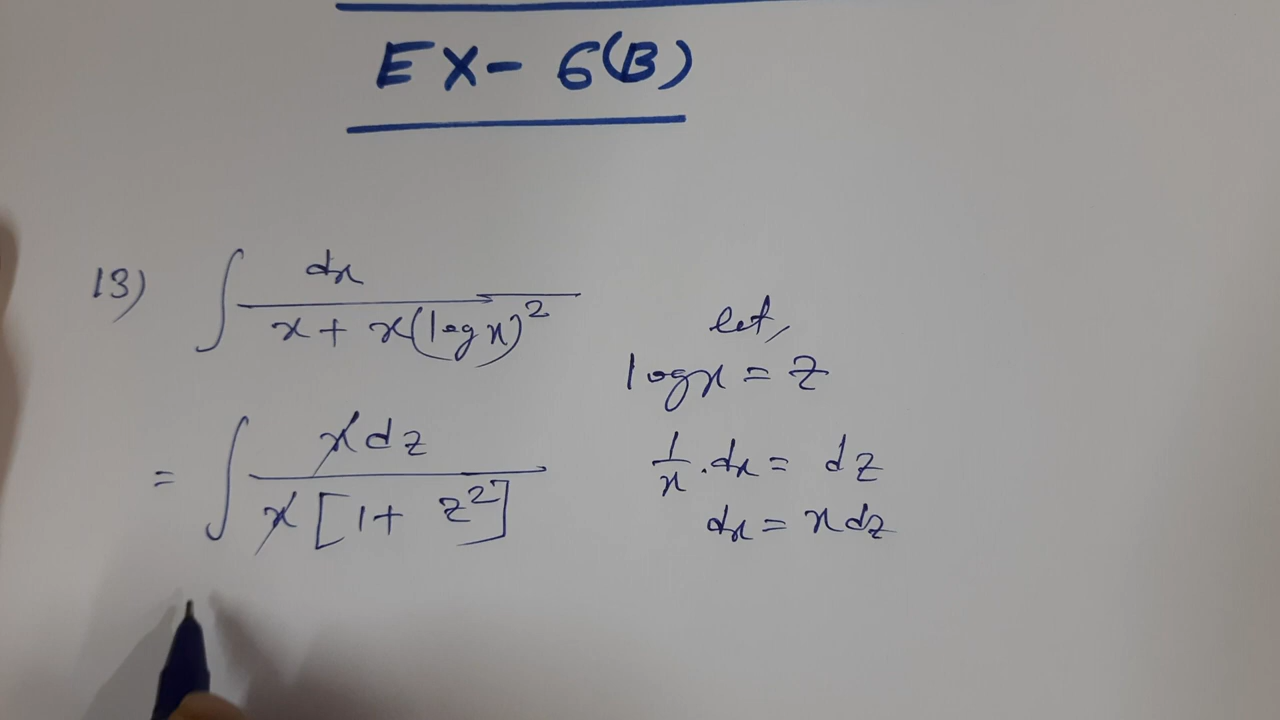 EX- 6(B)
13) ∫ dx / x + x(log x)²
let,
log x = z
= ∫ x dz / x [1 + z²]
1/x . dx = dz
dx = x dz